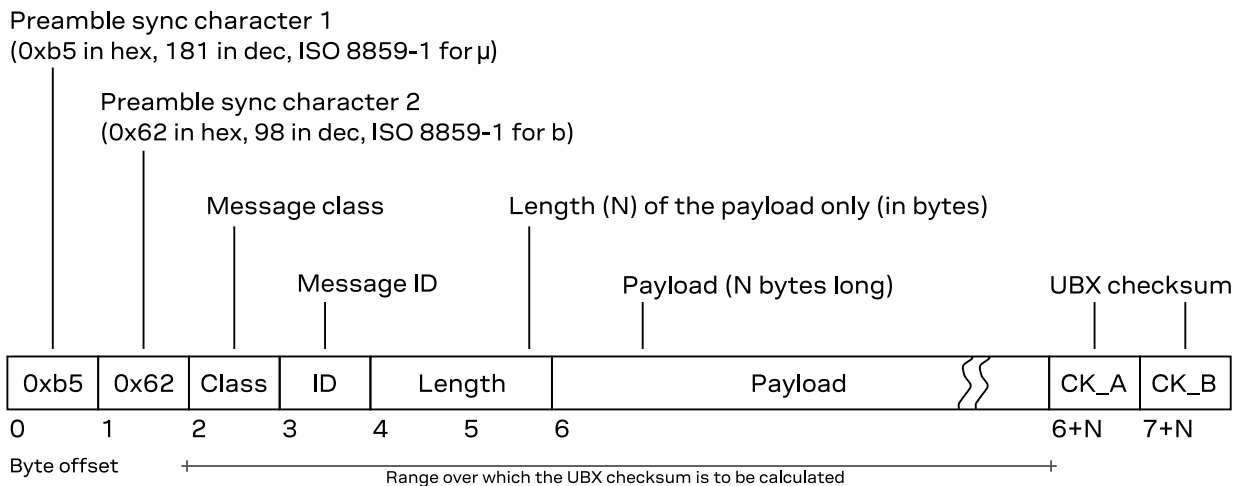 Preamble sync character 1
(0xb5 in hex, 181 in dec, ISO 8859-1 for µ)
Preamble sync character 2
(0x62 in hex, 98 in dec, ISO 8859-1 for b)
Message class
Length (N) of the payload only (in bytes)
Message ID
Payload (N bytes long)
UBX checksum
0xb5 0x62 Class ID Length Payload CK_A CK_B
0 1 2 3 4 5 6 6+N 7+N
Byte offset
Range over which the UBX checksum is to be calculated